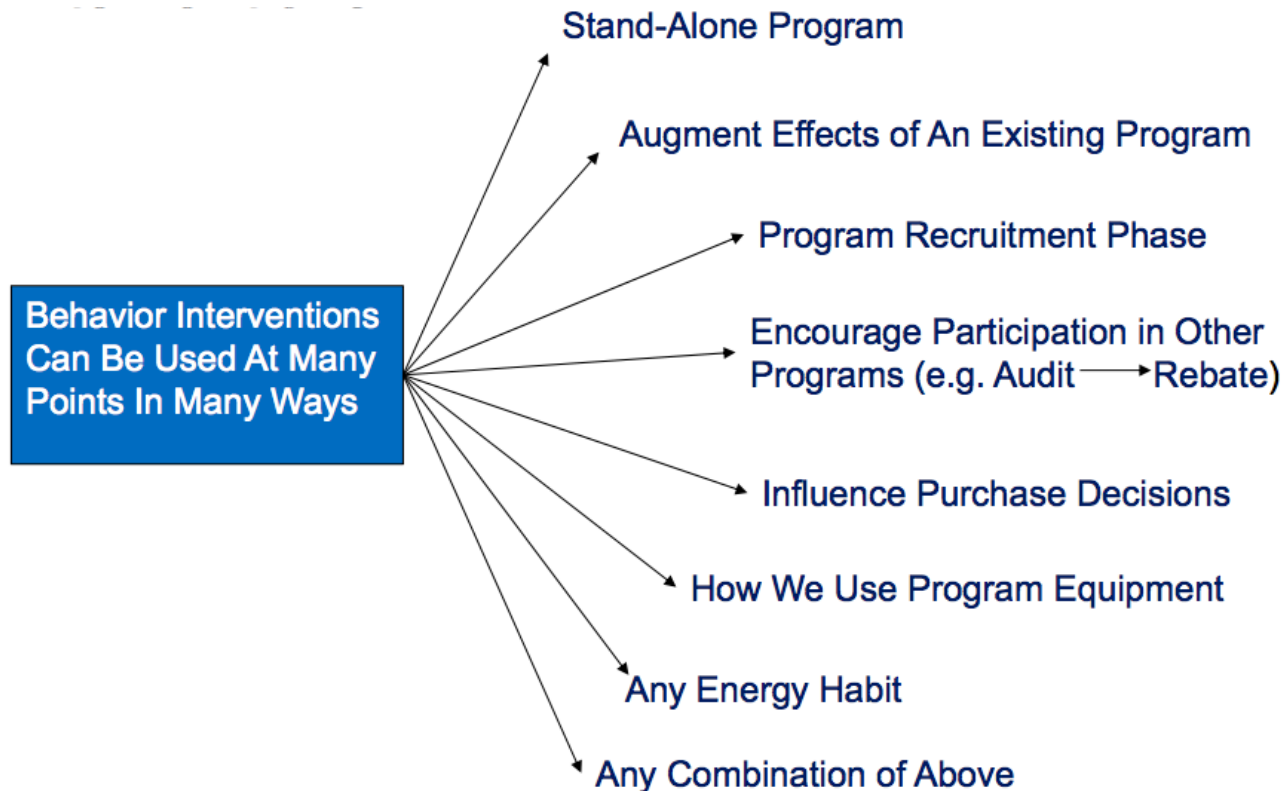 Stand-Alone Program
Augment Effects of An Existing Program
Program Recruitment Phase
Behavior Interventions
Can Be Used At Many
Points In Many Ways
Encourage Participation in Other
Programs (e.g. Audit → Rebate)
Influence Purchase Decisions
How We Use Program Equipment
Any Energy Habit
Any Combination of Above